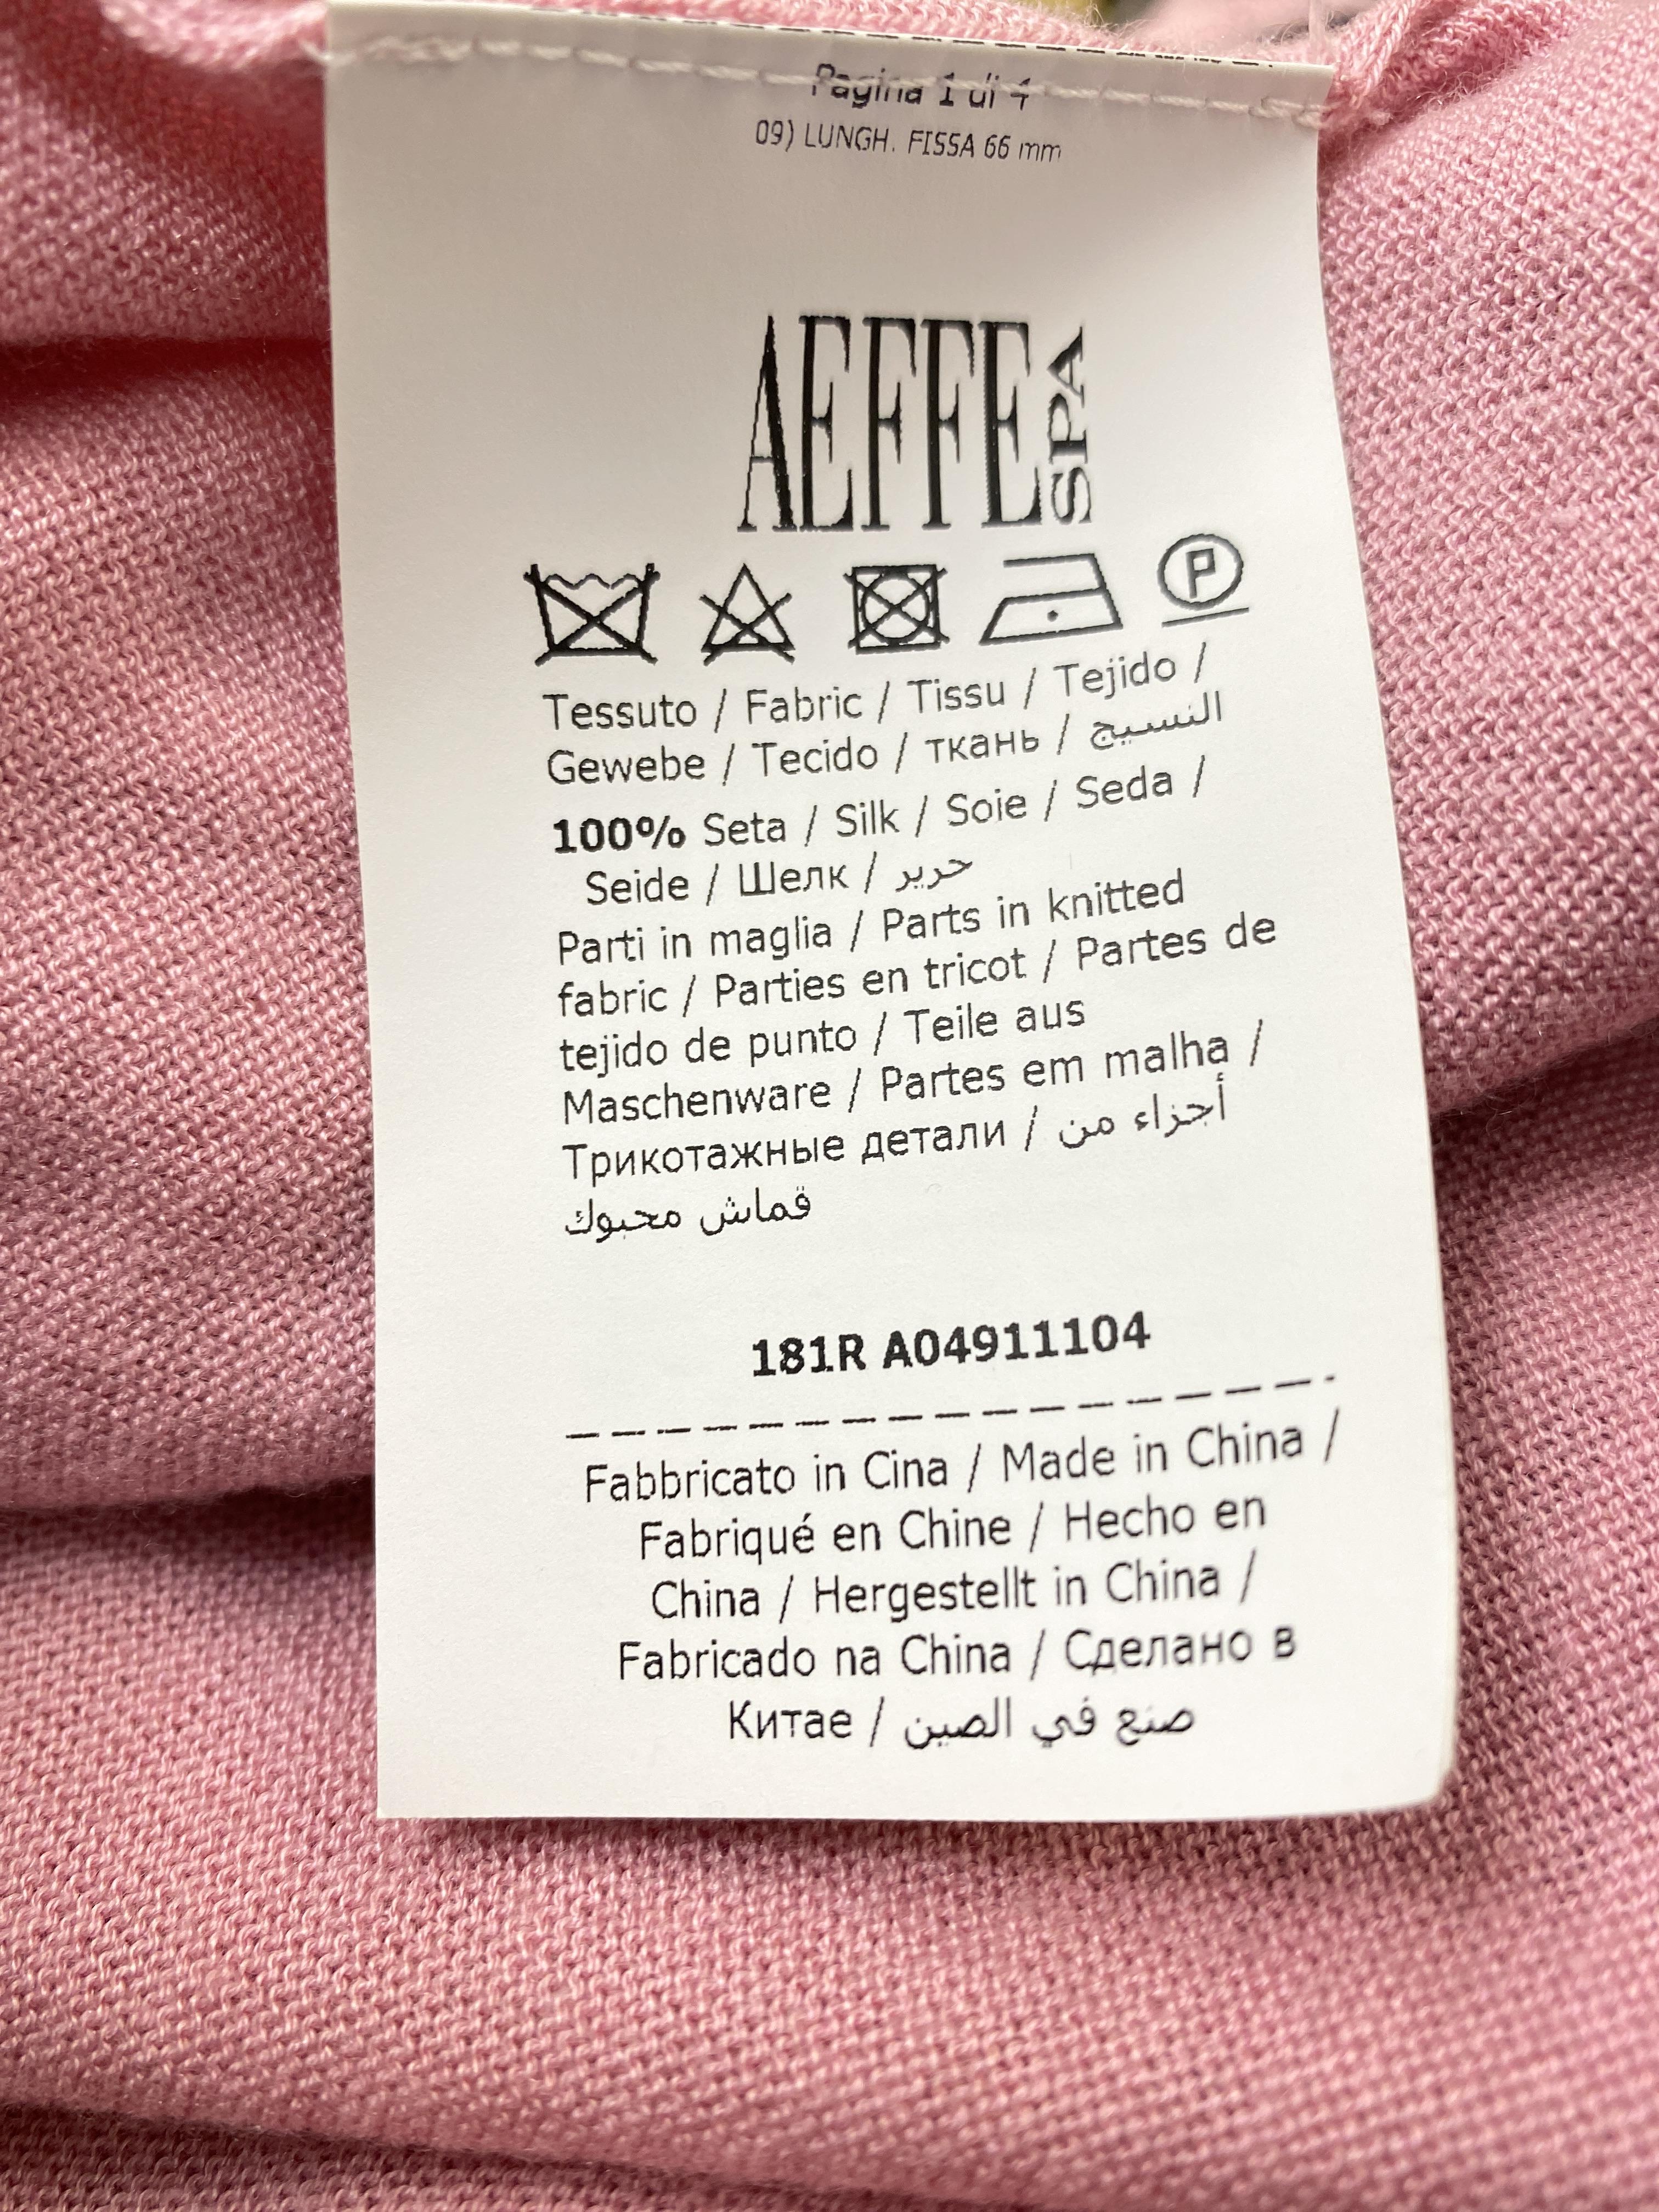 Pagina 1 di 4
09) LUNGH. FISSA 66 mm
AEFFE SPA
P
Tessuto / Fabric / Tissu / Tejido /
Gewebe / Tecido / ткань / النسيج
100% Seta / Silk / Soie / Seda /
Seide / Шелк / حرير
Parti in maglia / Parts in knitted
fabric / Parties en tricot / Partes de
tejido de punto / Teile aus
Maschenware / Partes em malha /
Трикотажные детали / أجزاء من
قماش محبوك
181R A04911104
Fabbricato in Cina / Made in China /
Fabriqué en Chine / Hecho en
China / Hergestellt in China /
Fabricado na China / Сделано в
Китае / صنع في الصين